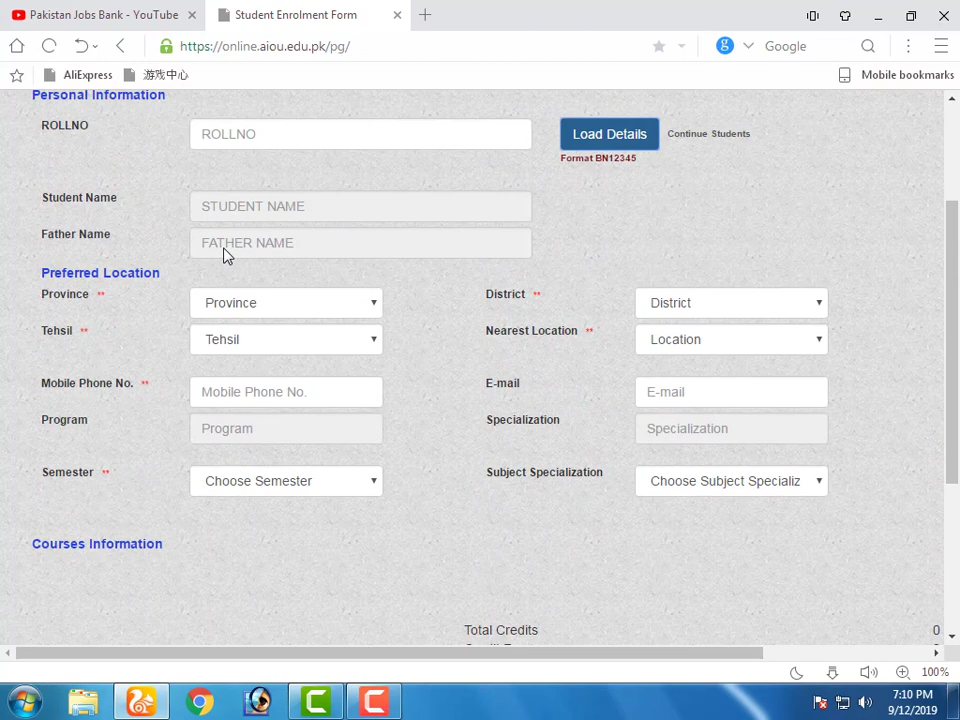 Pakistan Jobs Bank - YouTube
Student Enrolment Form
https://online.aiou.edu.pk/pg/
Google
AliExpress
游戏中心
Mobile bookmarks
Personal Information
ROLLNO
ROLLNO
Load Details
Continue Students
Format BN12345
Student Name
STUDENT NAME
Father Name
FATHER NAME
Preferred Location
Province **
Province
District **
District
Tehsil **
Tehsil
Nearest Location **
Location
Mobile Phone No. **
Mobile Phone No.
E-mail
E-mail
Program
Program
Specialization
Specialization
Semester **
Choose Semester
Subject Specialization
Choose Subject Specializ
Courses Information
Total Credits
0
100%
7:10 PM
9/12/2019